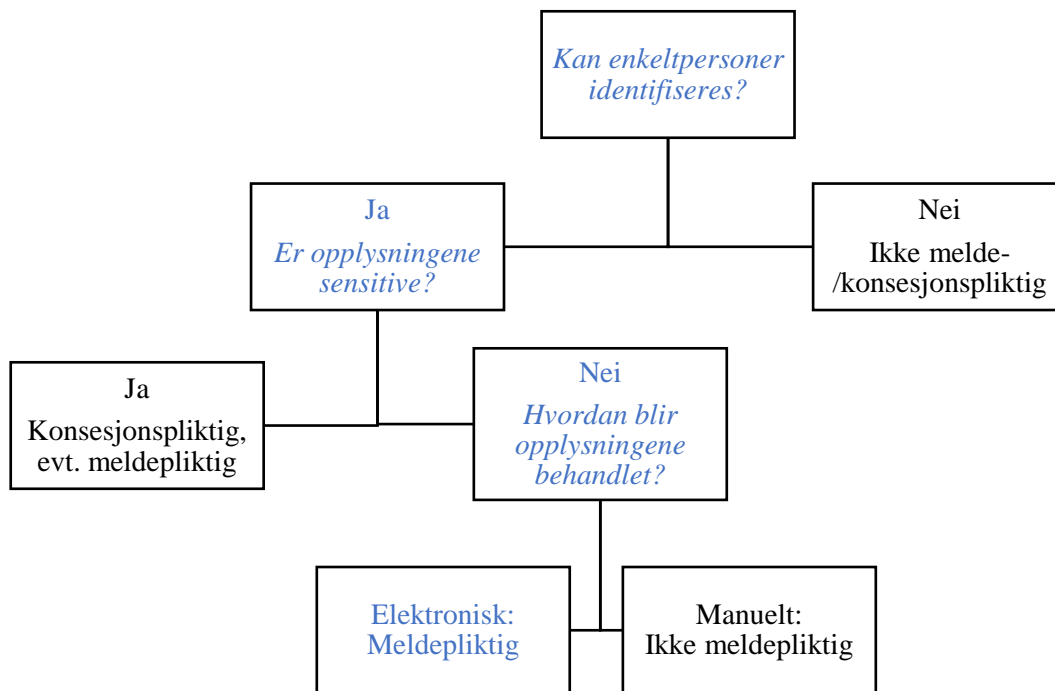 Kan enkeltpersoner
identifiseres?
Ja
Er opplysningene
sensitive?
Nei
Ikke melde-
/konsesjonspliktig
Ja
Konsesjonspliktig,
evt. meldepliktig
Nei
Hvordan blir
opplysningene
behandlet?
Elektronisk:
Meldepliktig
Manuelt:
Ikke meldepliktig